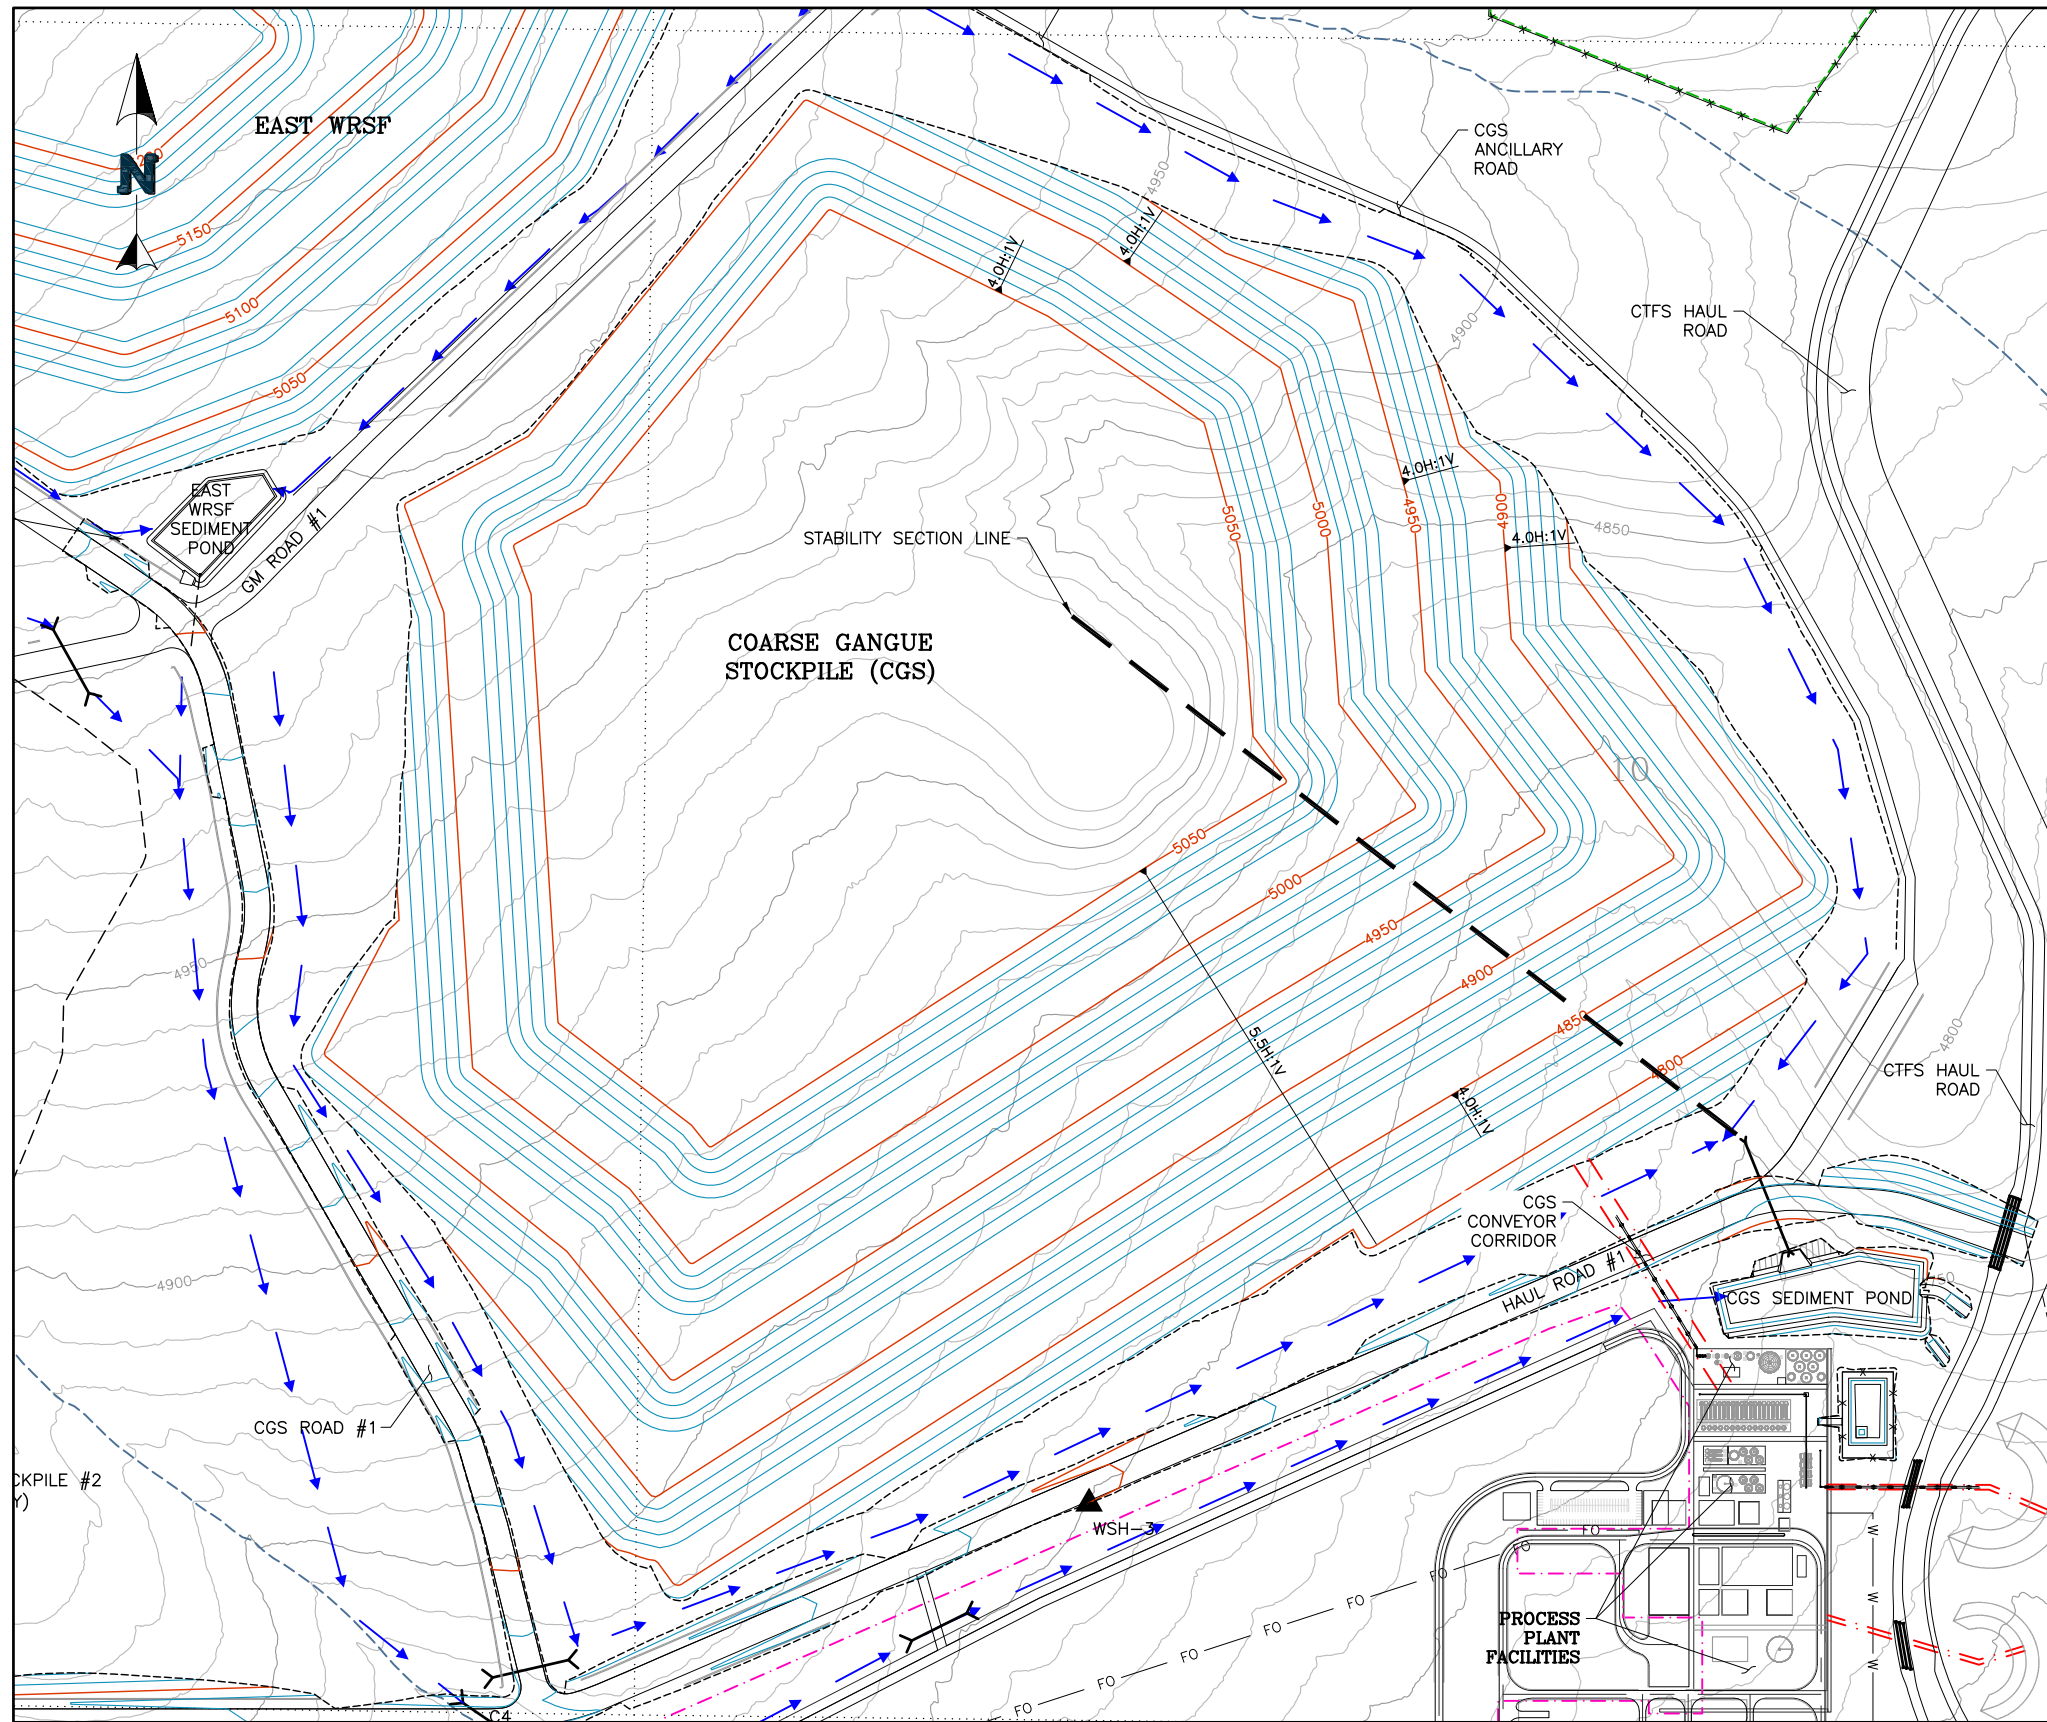 EAST WRSF
N
5150
5100
5050
CGS
ANCILLARY
ROAD
4950
4.0H:1V
4.0H:1V
4900
CTFS HAUL
ROAD
EAST
WRSF
SEDIMENT
POND
GM ROAD #1
STABILITY SECTION LINE
5050
5000
4.0H:1V
4950
4900
4.0H:1V
4850
COARSE GANGUE
STOCKPILE (CGS)
10
5050
5000
4950
4900
4850
4800
4950
5.5H:1V
4.0H:1V
4800
CTFS HAUL
ROAD
CGS
CONVEYOR
CORRIDOR
HAUL ROAD #1
CGS SEDIMENT POND
4900
CGS ROAD #1
CKPILE #2
Y)
WSH-3
FO
FO
FO
FO
FO
FO
FO
FO
W
W
W
PROCESS
PLANT
FACILITIES
C4